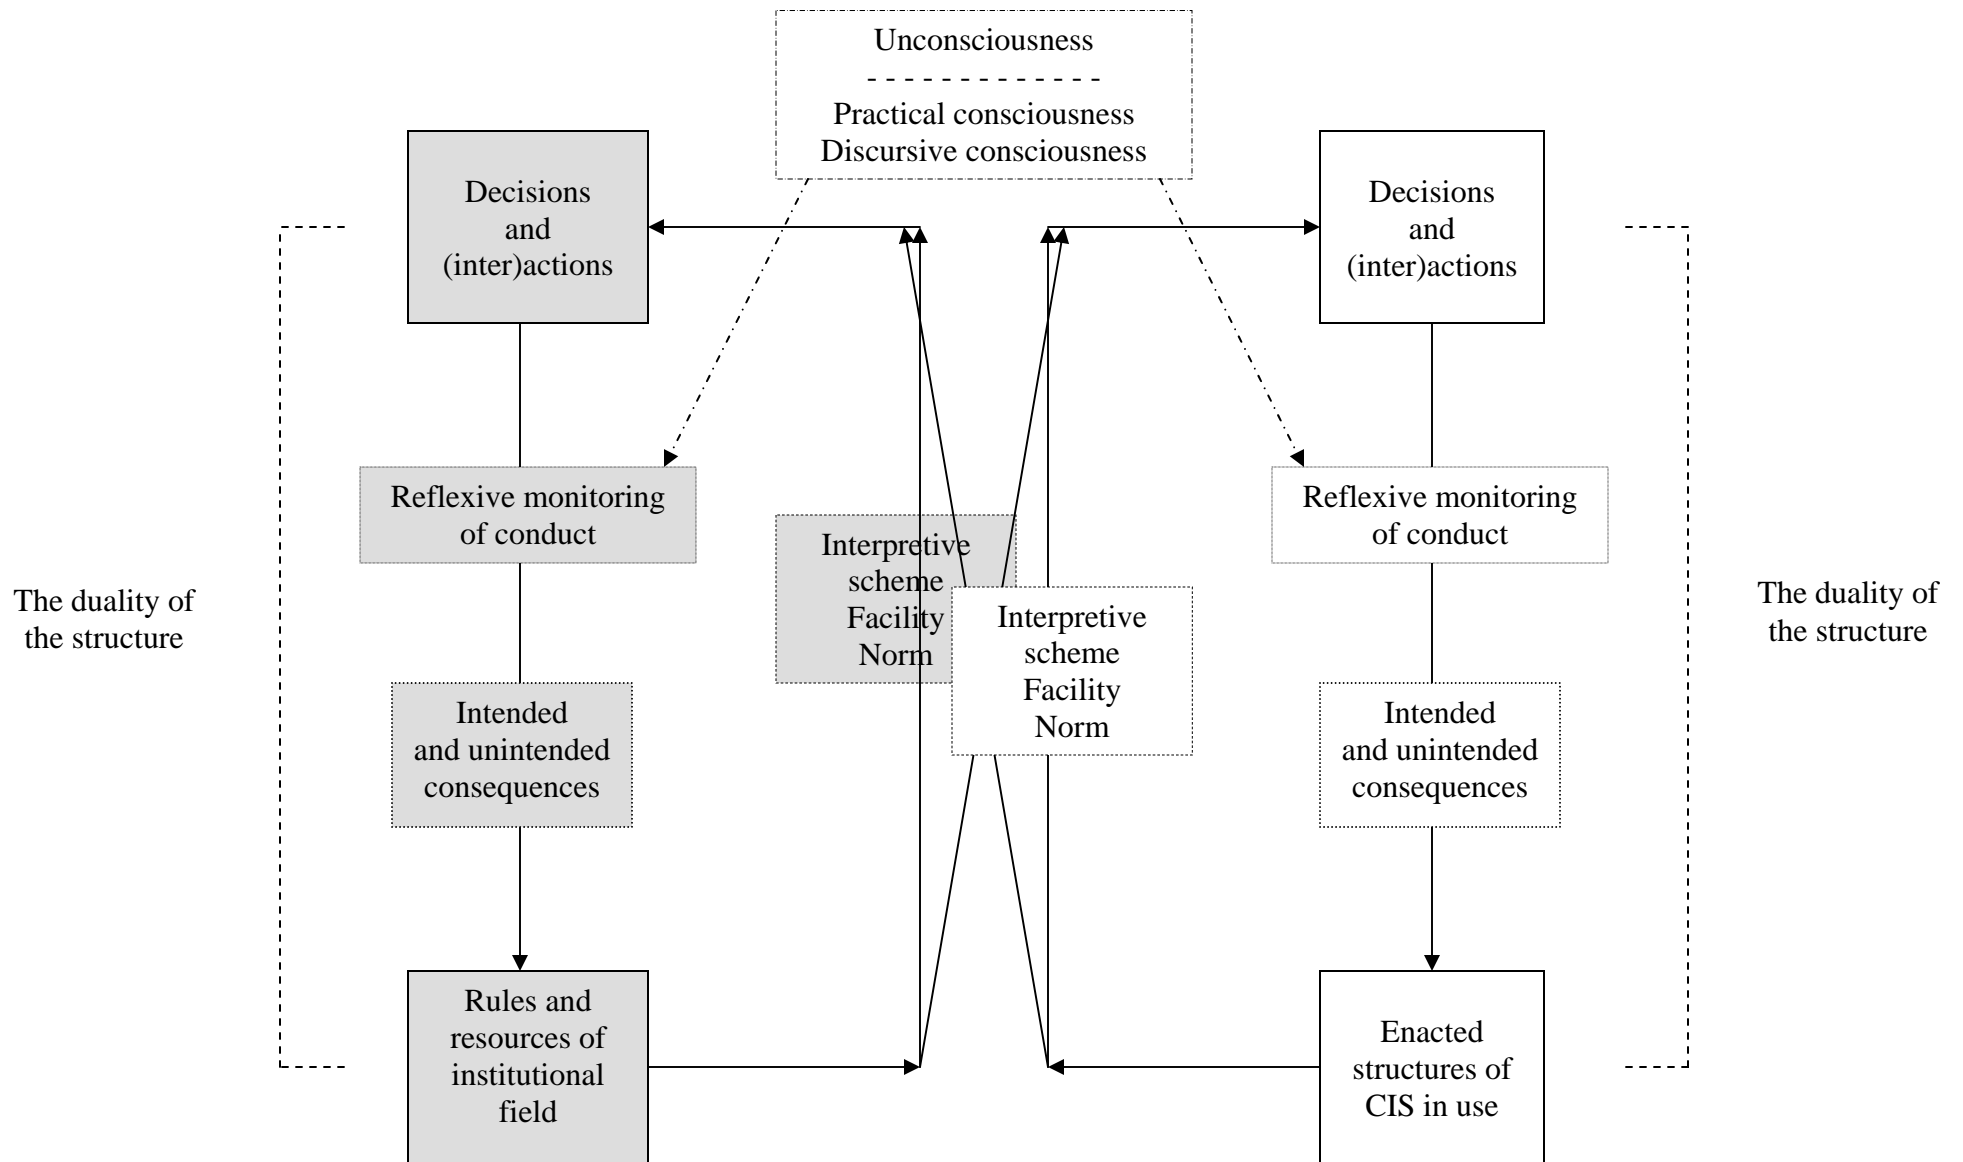 Unconsciousness
- - - - - - - - - - - - -
Practical consciousness
Discursive consciousness
Decisions
and
(inter)actions
Decisions
and
(inter)actions
Reflexive monitoring
of conduct
Reflexive monitoring
of conduct
Interpretive
scheme
Facility
Norm
Interpretive
scheme
Facility
Norm
The duality of
the structure
The duality of
the structure
Intended
and unintended
consequences
Intended
and unintended
consequences
Rules and
resources of
institutional
field
Enacted
structures of
CIS in use